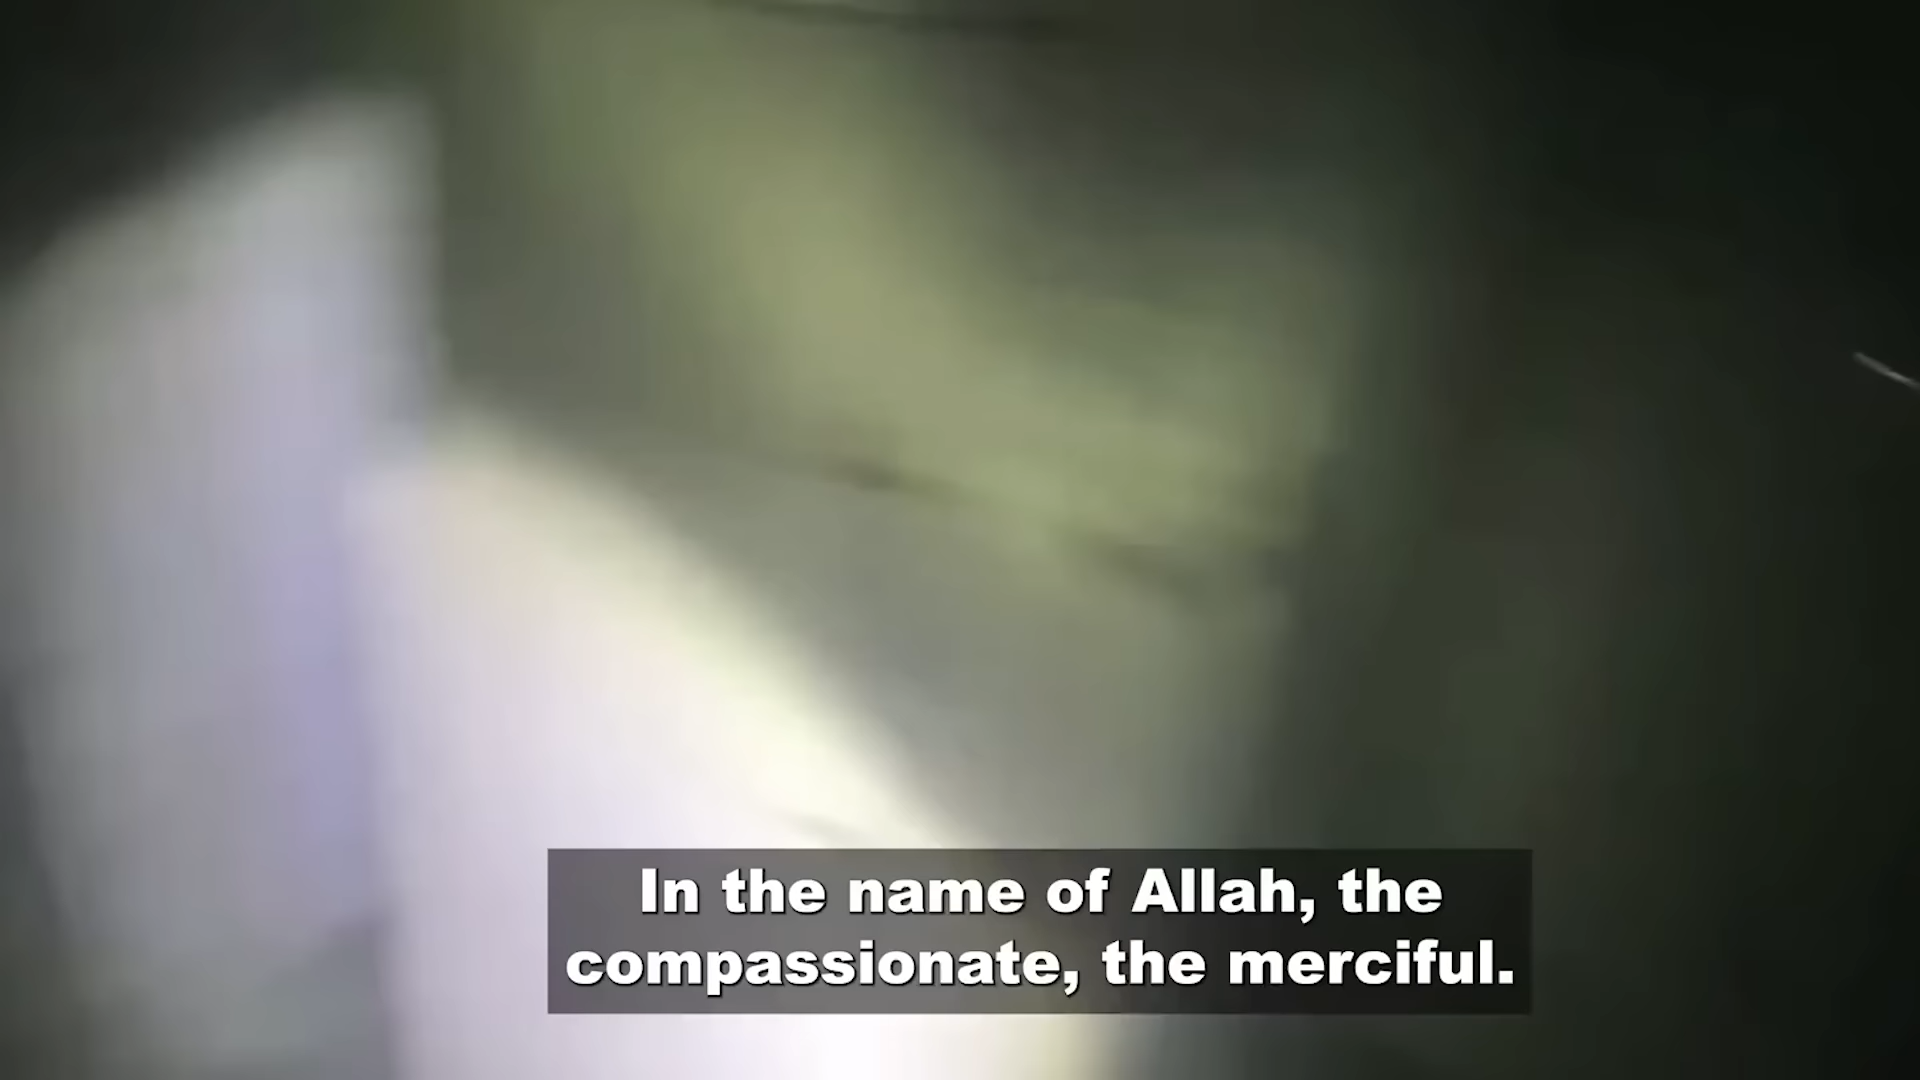 In the name of Allah, the
compassionate, the merciful.